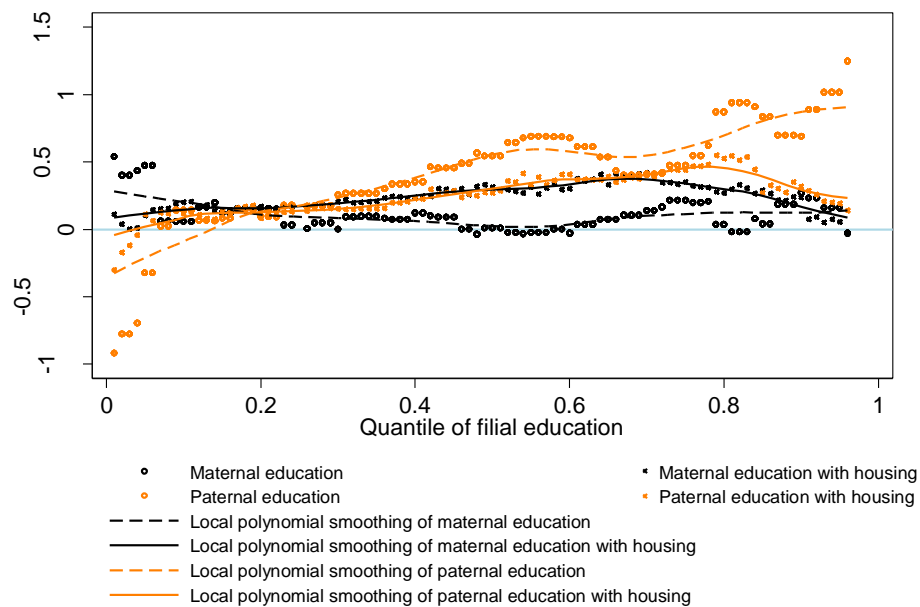 1.5
1
0.5
0
-0.5
-1
0 0.2 0.4 0.6 0.8 1
Quantile of filial education
Maternal education Maternal education with housing
Paternal education Paternal education with housing
Local polynomial smoothing of maternal education
Local polynomial smoothing of maternal education with housing
Local polynomial smoothing of paternal education
Local polynomial smoothing of paternal education with housing